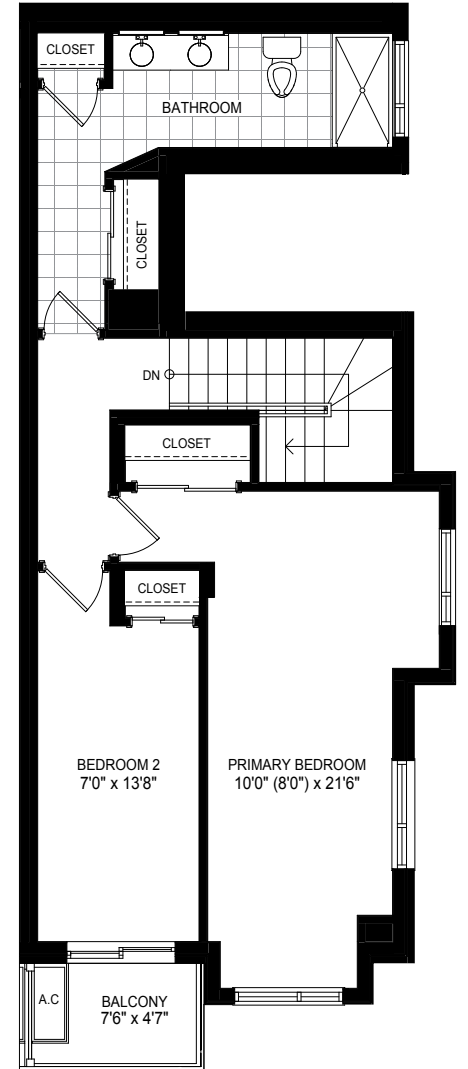 CLOSET
BATHROOM
CLOSET
DN
CLOSET
CLOSET
BEDROOM 2
7'0" x 13'8"
PRIMARY BEDROOM
10'0" (8'0") x 21'6"
A.C
BALCONY
7'6" x 4'7"